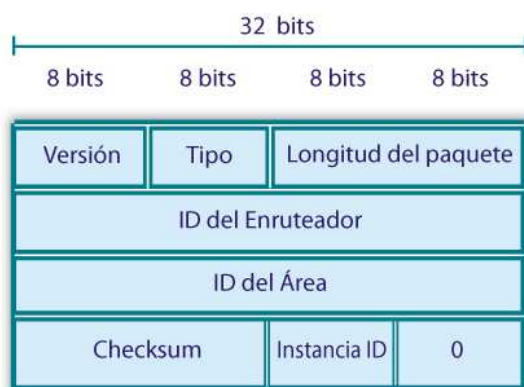 32 bits
8 bits 8 bits 8 bits 8 bits
Versión Tipo Longitud del paquete
ID del Enruteador
ID del Área
Checksum Instancia ID 0